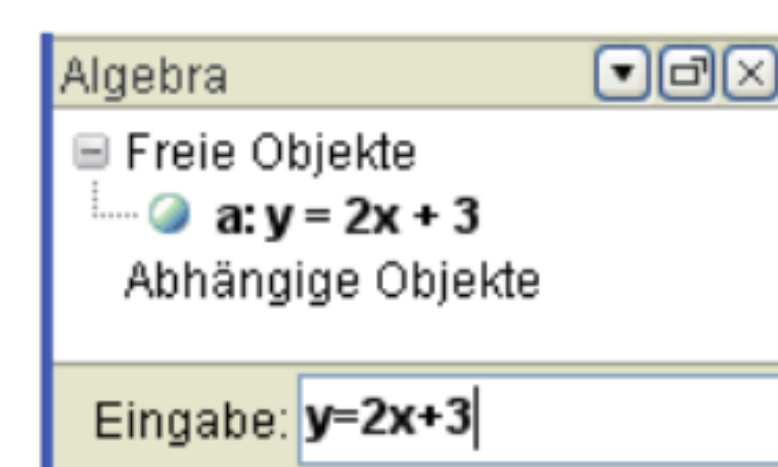 Algebra
Freie Objekte
a: y = 2x + 3
Abhängige Objekte
Eingabe: y=2x+3